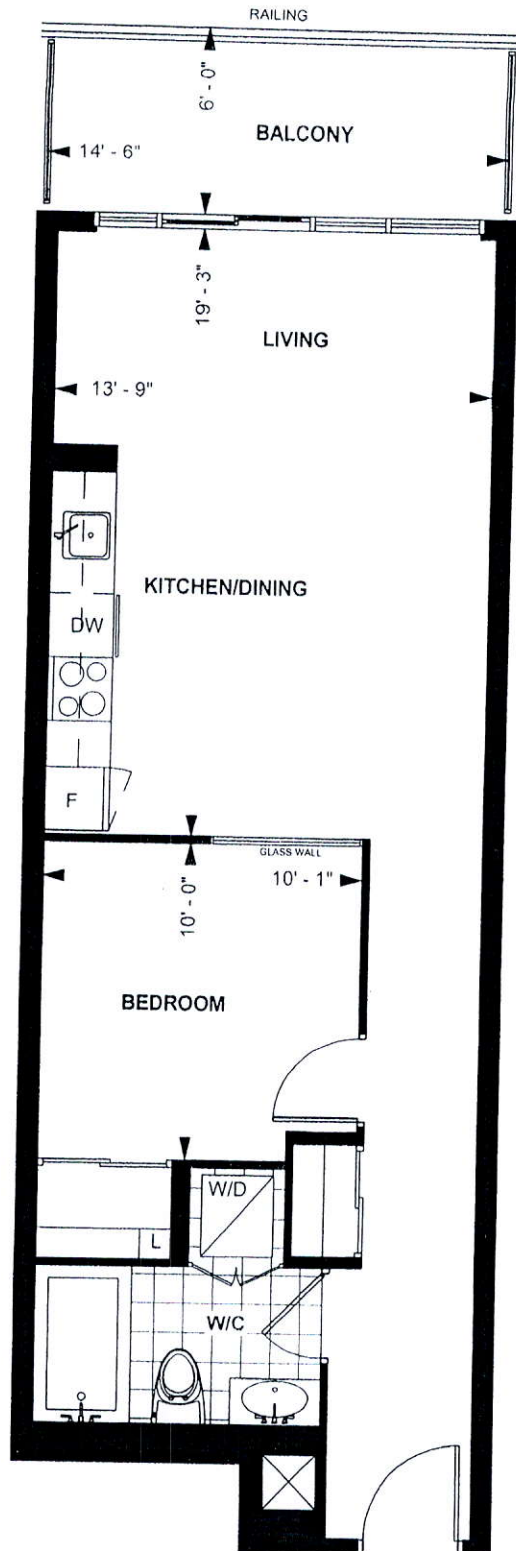 RAILING
6' - 0"
BALCONY
14' - 6"
19' - 3"
LIVING
13' - 9"
KITCHEN/DINING
DW
F
GLASS WALL
10' - 0"
10' - 1"
BEDROOM
W/D
L
W/C